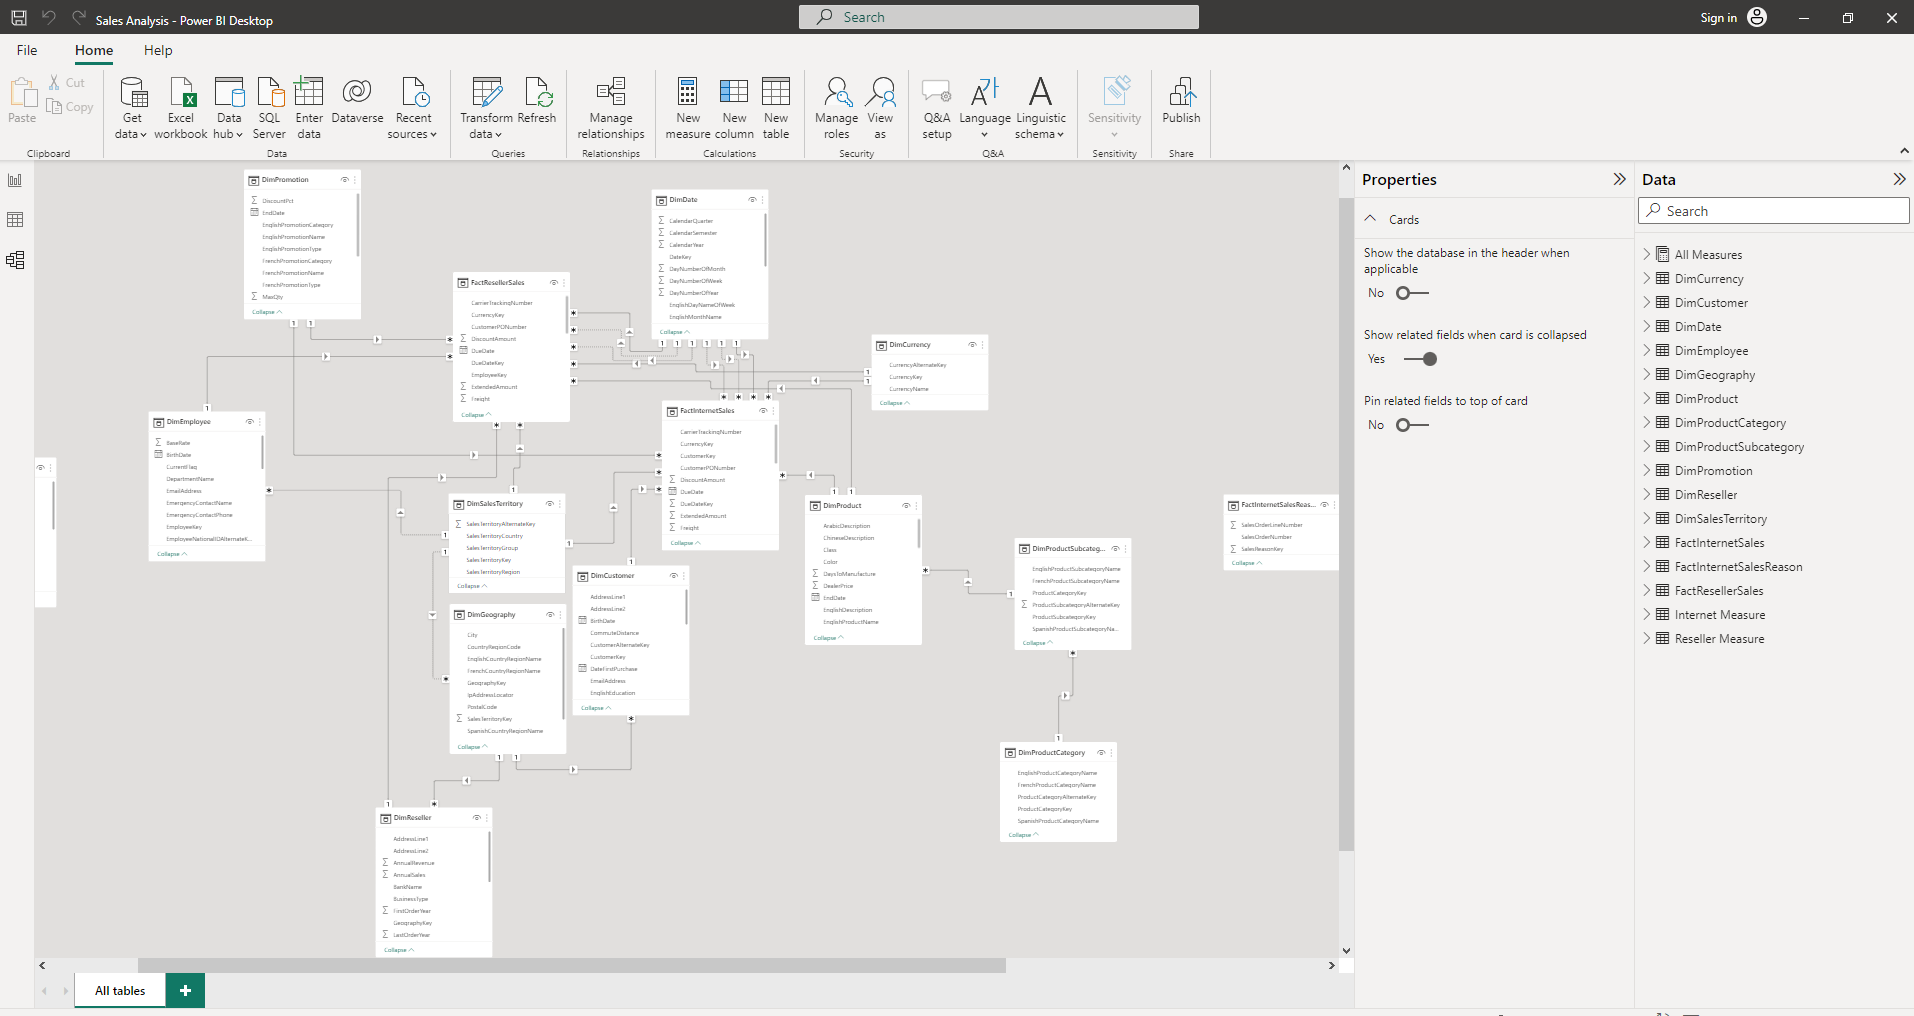 Sales Analysis - Power BI Desktop
Search
Sign in
File
Home
Help
Paste
Cut
Copy
Get data
Excel workbook
Data hub
SQL Server
Enter data
Dataverse
Recent sources
Transform data
Refresh
Manage relationships
New measure
New column
New table
Manage roles
View as
Q&A setup
Language
Linguistic schema
Sensitivity
Publish
Clipboard
Data
Queries
Relationships
Calculations
Security
Q&A
Sensitivity
Share
DimPromotion
DiscountPct
EndDate
EnglishPromotionCategory
EnglishPromotionName
EnglishPromotionType
FrenchPromotionCategory
FrenchPromotionName
FrenchPromotionType
MaxQty
Collapse
DimDate
CalendarQuarter
CalendarSemester
CalendarYear
DateKey
DayNumberOfMonth
DayNumberOfWeek
DayNumberOfYear
EnglishDayNameOfWeek
EnglishMonthName
Collapse
FactResellerSales
CarrierTrackingNumber
CurrencyKey
CustomerPONumber
DiscountAmount
DueDate
DueDateKey
EmployeeKey
ExtendedAmount
Freight
Collapse
DimCurrency
CurrencyAlternateKey
CurrencyKey
CurrencyName
Collapse
DimEmployee
BaseRate
BirthDate
CurrentFlag
DepartmentName
EmailAddress
EmergencyContactName
EmergencyContactPhone
EmployeeKey
EmployeeNationalIDAlternateK...
Collapse
FactInternetSales
CarrierTrackingNumber
CurrencyKey
CustomerKey
CustomerPONumber
DiscountAmount
DueDate
DueDateKey
ExtendedAmount
Freight
Collapse
DimSalesTerritory
SalesTerritoryAlternateKey
SalesTerritoryCountry
SalesTerritoryGroup
SalesTerritoryKey
SalesTerritoryRegion
Collapse
DimProduct
ArabicDescription
ChineseDescription
Class
Color
DaysToManufacture
DealerPrice
EndDate
EnglishDescription
EnglishProductName
Collapse
FactInternetSalesReas...
SalesOrderLineNumber
SalesOrderNumber
SalesReasonKey
Collapse
DimProductSubcateg...
EnglishProductSubcategoryName
FrenchProductSubcategoryName
ProductCategoryKey
ProductSubcategoryAlternateKey
ProductSubcategoryKey
SpanishProductSubcategoryNa...
Collapse
DimCustomer
AddressLine1
AddressLine2
BirthDate
CommuteDistance
CustomerAlternateKey
CustomerKey
DateFirstPurchase
EmailAddress
EnglishEducation
Collapse
DimGeography
City
CountryRegionCode
EnglishCountryRegionName
FrenchCountryRegionName
GeographyKey
IpAddressLocator
PostalCode
SalesTerritoryKey
SpanishCountryRegionName
Collapse
DimProductCategory
EnglishProductCategoryName
FrenchProductCategoryName
ProductCategoryAlternateKey
ProductCategoryKey
SpanishProductCategoryName
Collapse
DimReseller
AddressLine1
AddressLine2
AnnualRevenue
AnnualSales
BankName
BusinessType
FirstOrderYear
GeographyKey
LastOrderYear
Collapse
All tables
Properties
Cards
Show the database in the header when
applicable
No
Show related fields when card is collapsed
Yes
Pin related fields to top of card
No
Data
Search
All Measures
DimCurrency
DimCustomer
DimDate
DimEmployee
DimGeography
DimProduct
DimProductCategory
DimProductSubcategory
DimPromotion
DimReseller
DimSalesTerritory
FactInternetSales
FactInternetSalesReason
FactResellerSales
Internet Measure
Reseller Measure